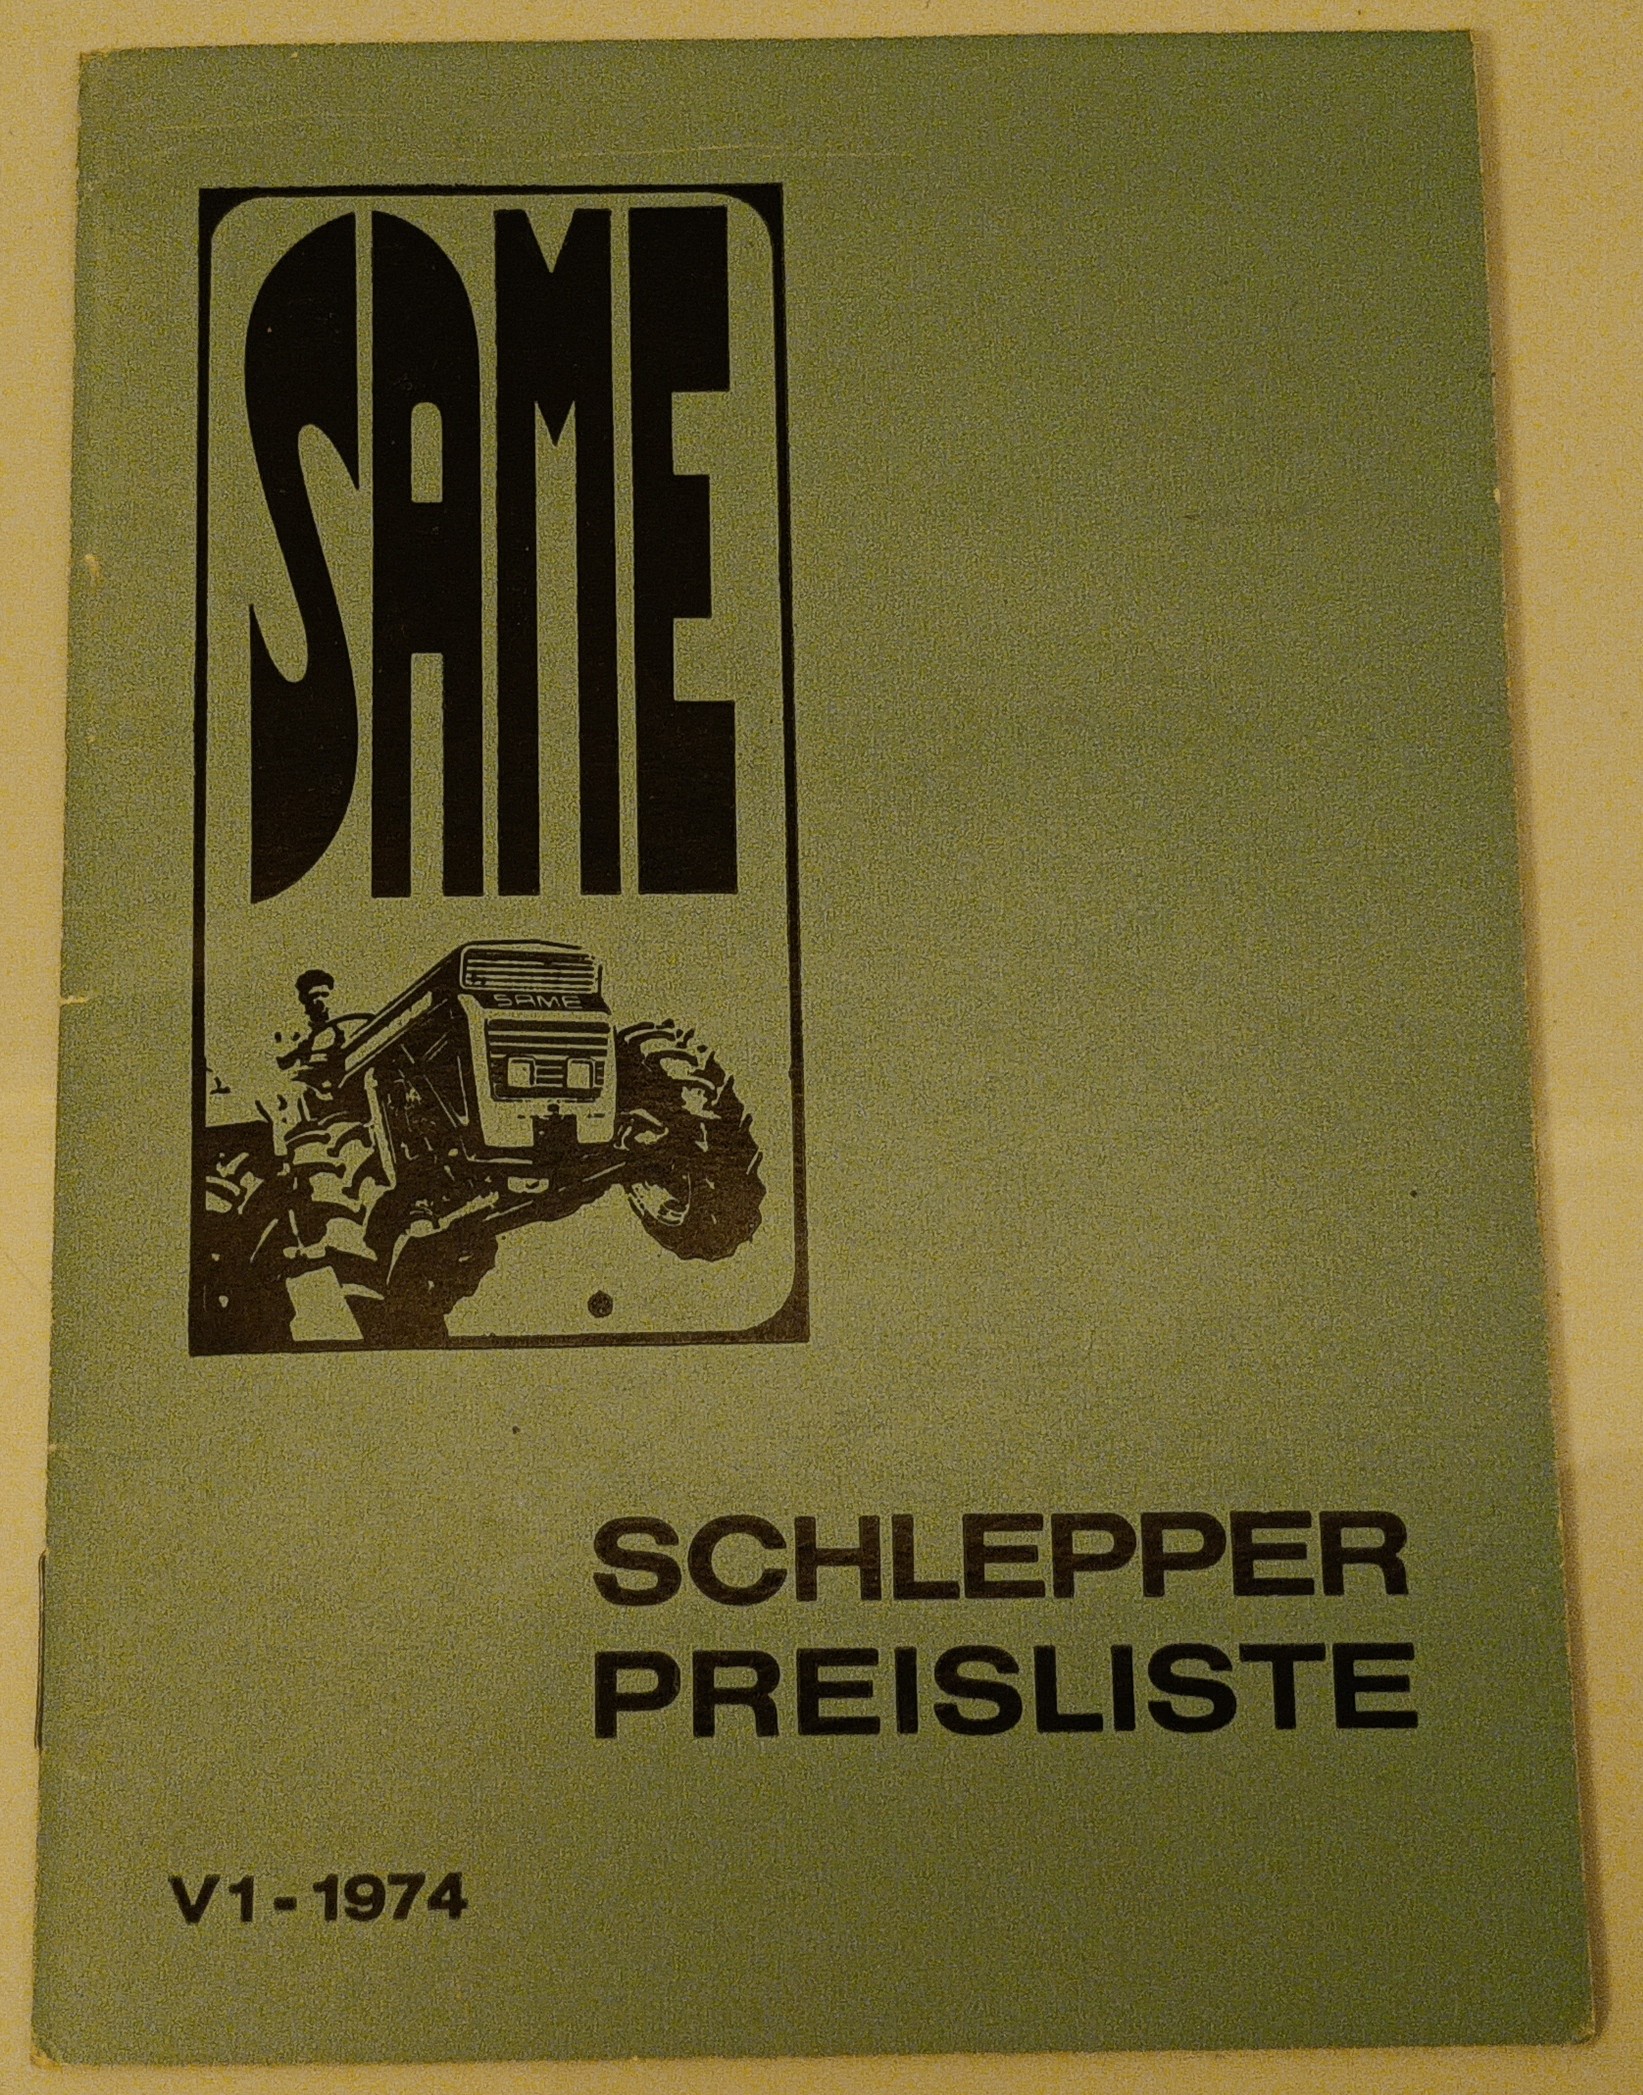 SAME
SAME
SCHLEPPER
PREISLISTE
V1-1974